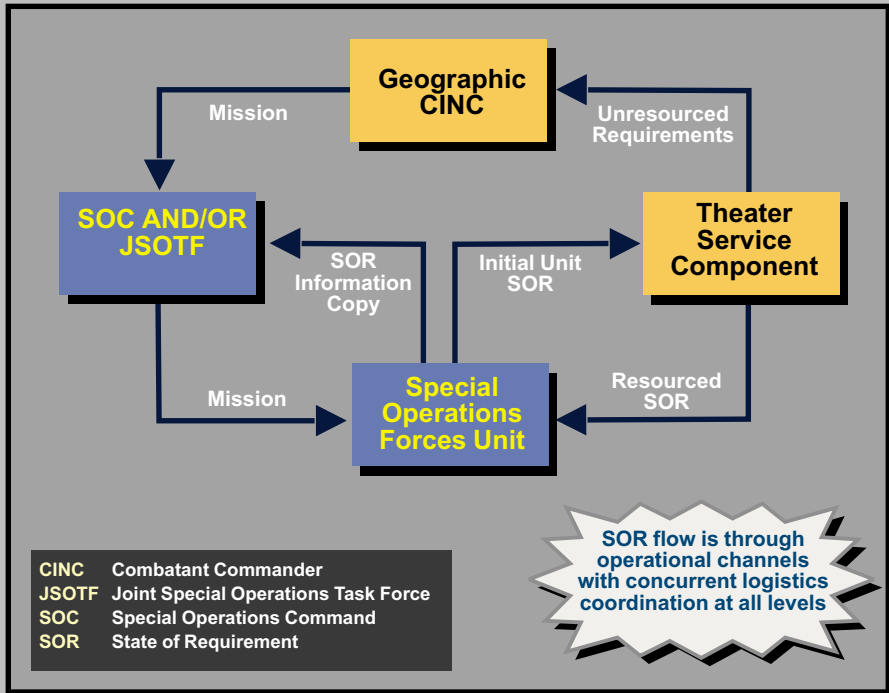 Geographic
CINC
Mission
Unresourced
Requirements
SOC AND/OR
JSOTF
SOR
Information
Copy
Initial Unit
SOR
Theater
Service
Component
Mission
Special
Operations
Forces Unit
Resourced
SOR
SOR flow is through
operational channels
with concurrent logistics
coordination at all levels
CINC Combatant Commander
JSOTF Joint Special Operations Task Force
SOC Special Operations Command
SOR State of Requirement